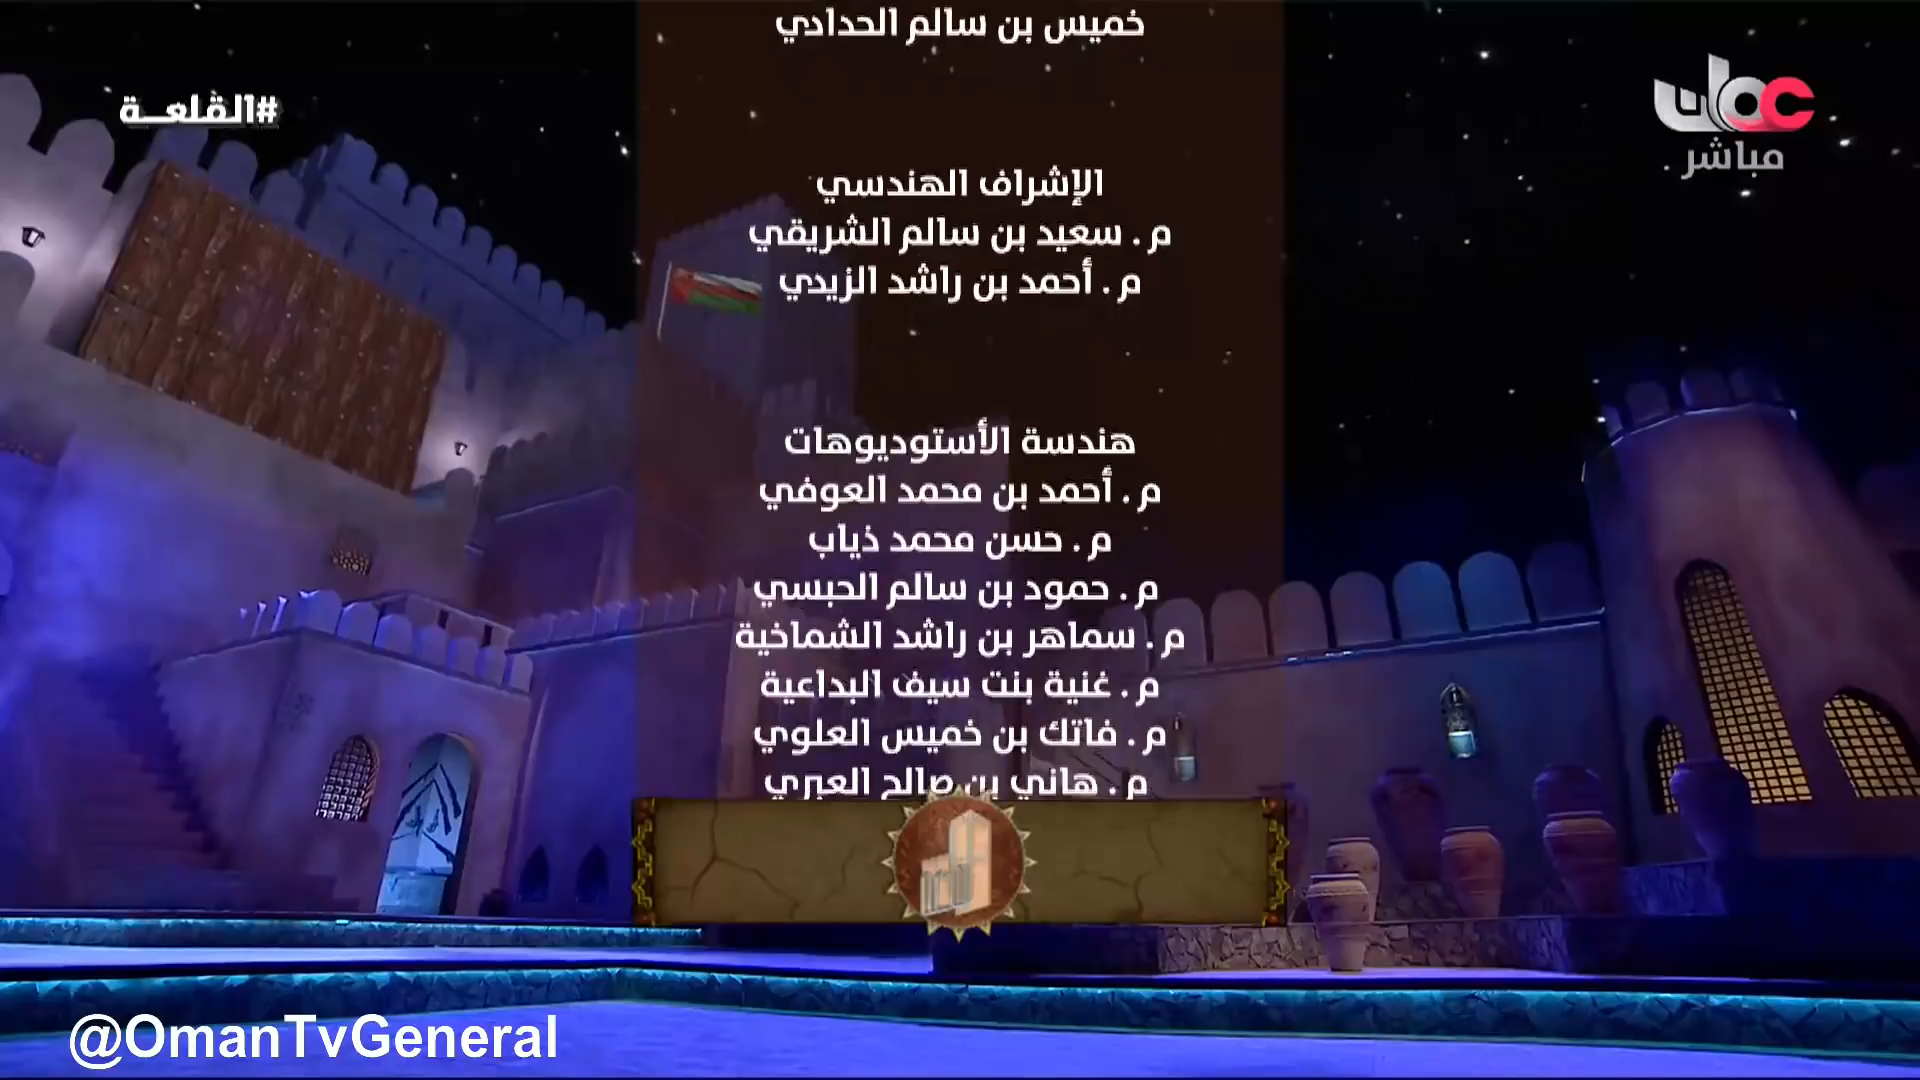 خميس بن سالم الحدادي
#القلعـــة
عمان
مباشر
الإشراف الهندسي
م . سعيد بن سالم الشريقي
م . أحمد بن راشد الزيدي
هندسة الأستوديوهات
م . أحمد بن محمد العوفي
م . حسن محمد ذياب
م . حمود بن سالم الحبسي
م . سماهر بن راشد الشماخية
م . غنية بنت سيف البداعية
م . فاتك بن خميس العلوي
م . هاني بن صالح العبري
@OmanTvGeneral